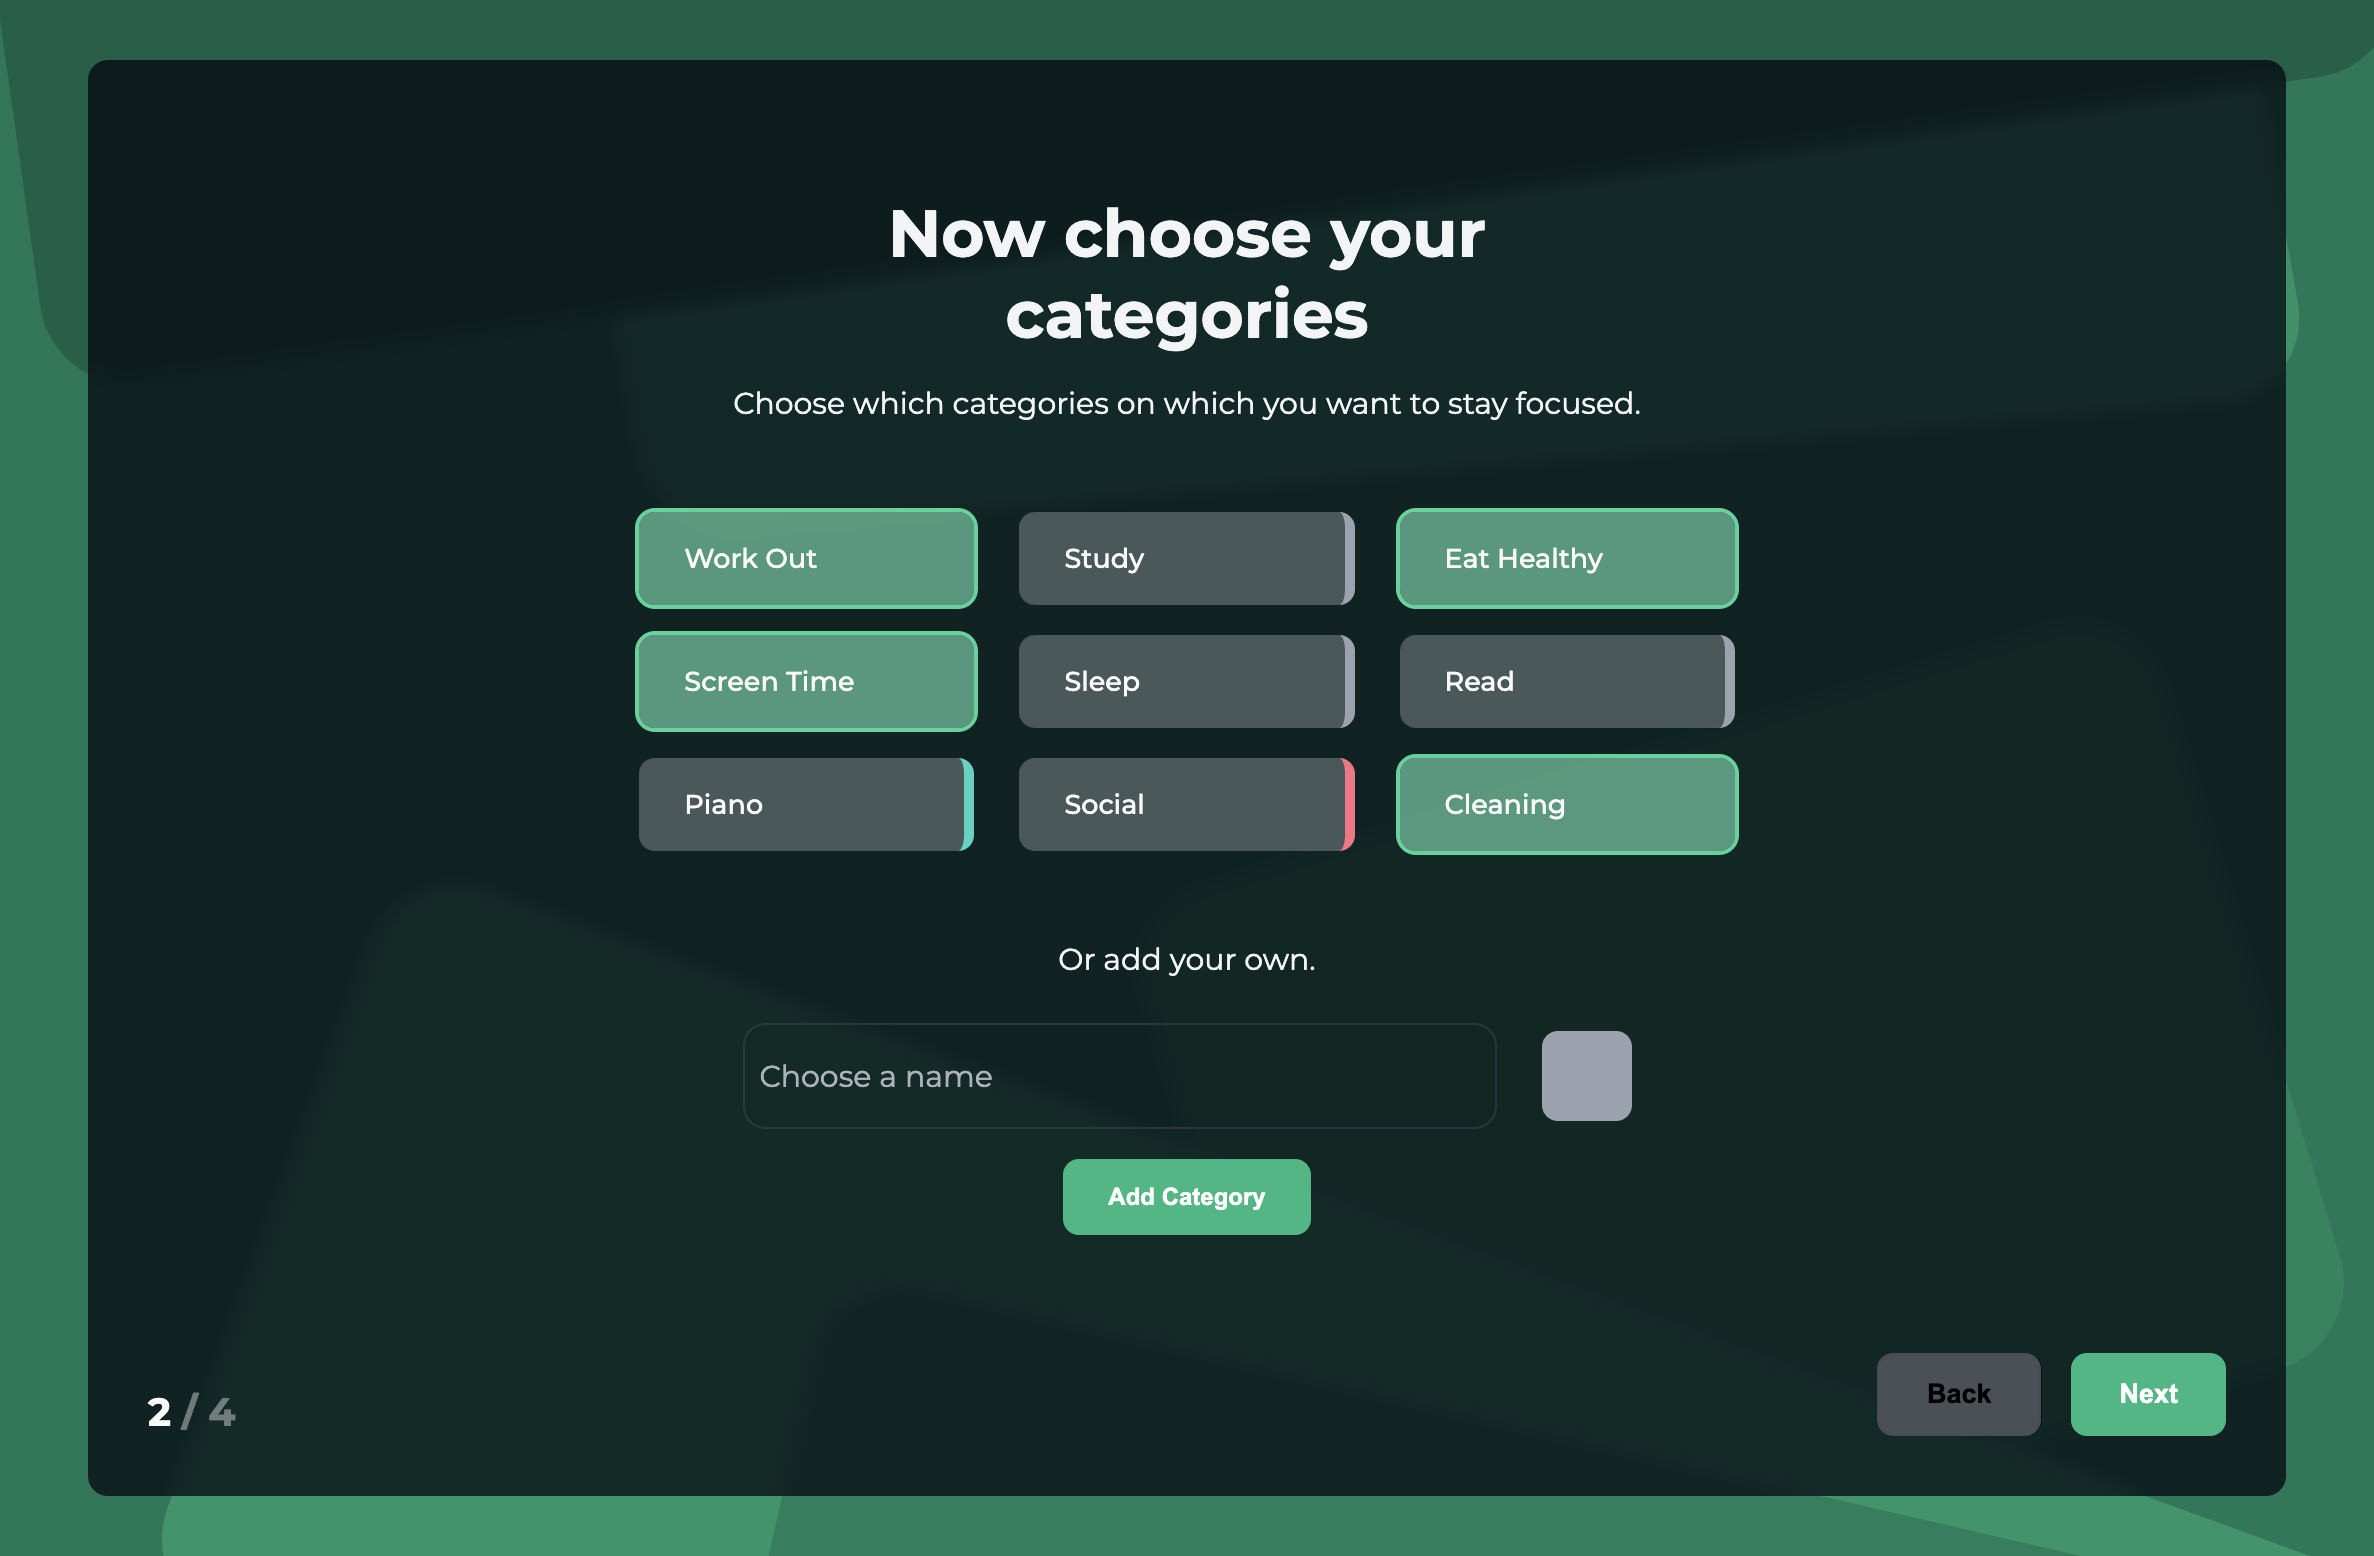 Now choose your
categories
Choose which categories on which you want to stay focused.
Work Out
Study
Eat Healthy
Screen Time
Sleep
Read
Piano
Social
Cleaning
Or add your own.
Choose a name
Add Category
2 / 4
Back
Next